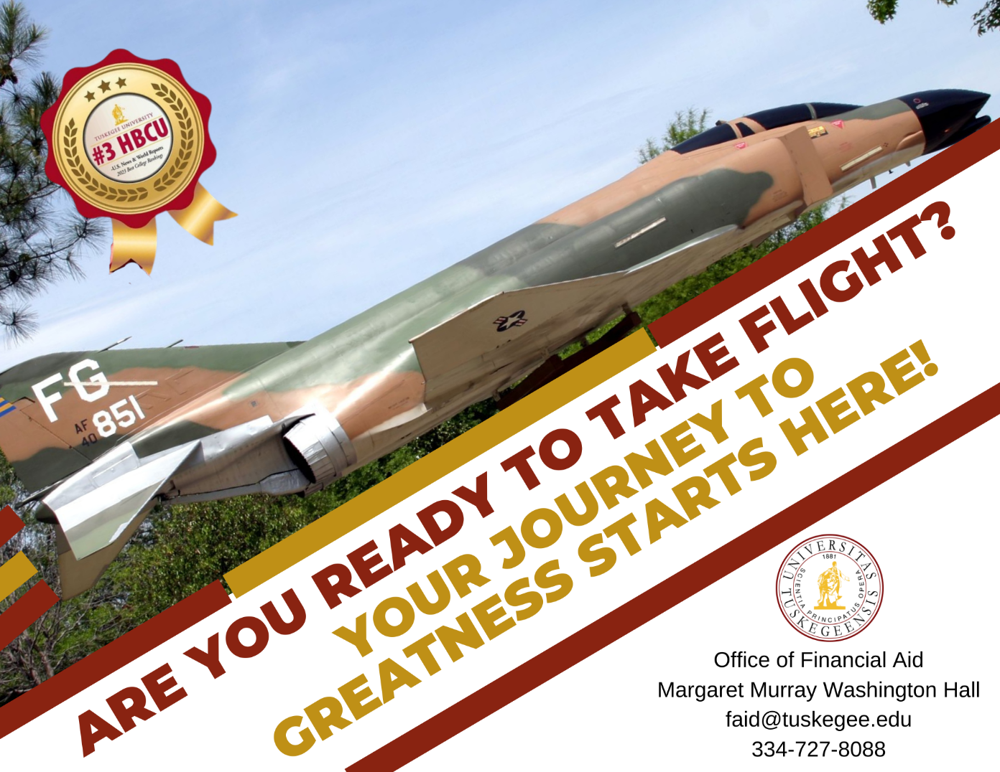 TUSKEGEE UNIVERSITY
#3 HBCU
-U.S. News & World Reports
2025 Best College Rankings
FG
AF
40
851
ARE YOU READY TO TAKE FLIGHT?
YOUR JOURNEY TO
GREATNESS STARTS HERE!
UNIVERSITAS
TUSKEGEENSIS
1881
SCIENTIA PRINCIPATUS OPERA
Office of Financial Aid
Margaret Murray Washington Hall
faid@tuskegee.edu
334-727-8088